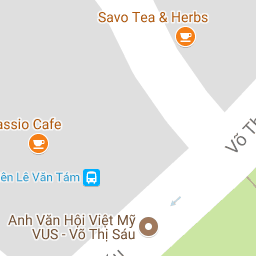 Savo Tea & Herbs
Võ Th
assio Cafe
ên Lê Văn Tám
Anh Văn Hội Việt Mỹ
VUS - Võ Thị Sáu